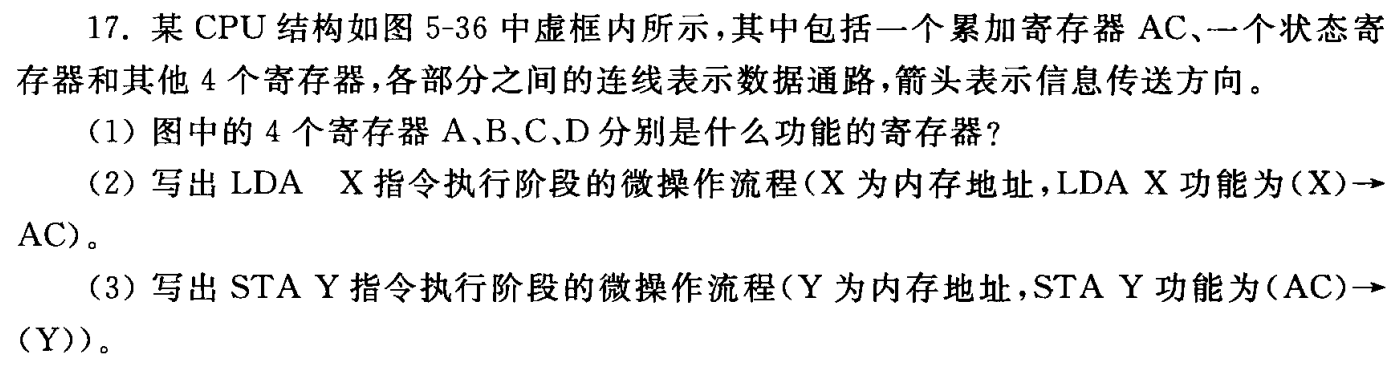 17. 某 CPU 结构如图 5-36 中虚框内所示,其中包括一个累加寄存器 AC、一个状态寄
存器和其他 4 个寄存器,各部分之间的连线表示数据通路,箭头表示信息传送方向。
(1) 图中的 4 个寄存器 A、B、C、D 分别是什么功能的寄存器?
(2) 写出 LDA X 指令执行阶段的微操作流程(X 为内存地址,LDA X 功能为(X)→
AC)。
(3) 写出 STA Y 指令执行阶段的微操作流程(Y 为内存地址,STA Y 功能为(AC)→
(Y))。